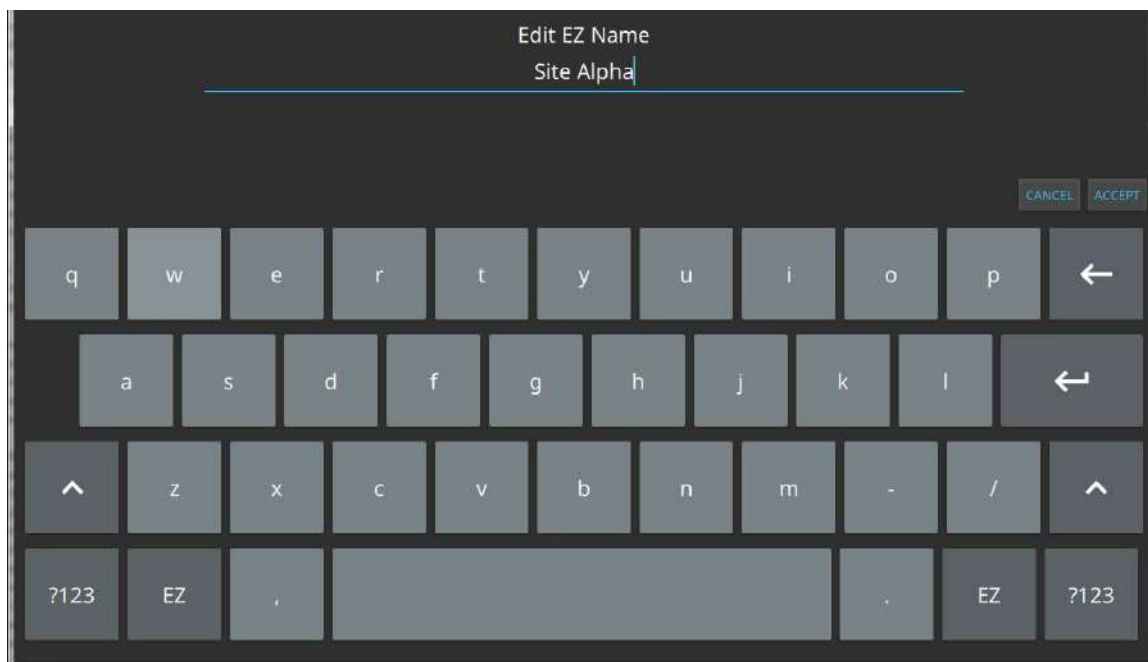 Edit EZ Name
Site Alpha
CANCEL ACCEPT
q w e r t y u i o p
a s d f g h j k l
z x c v b n m - /
?123 EZ , . EZ ?123